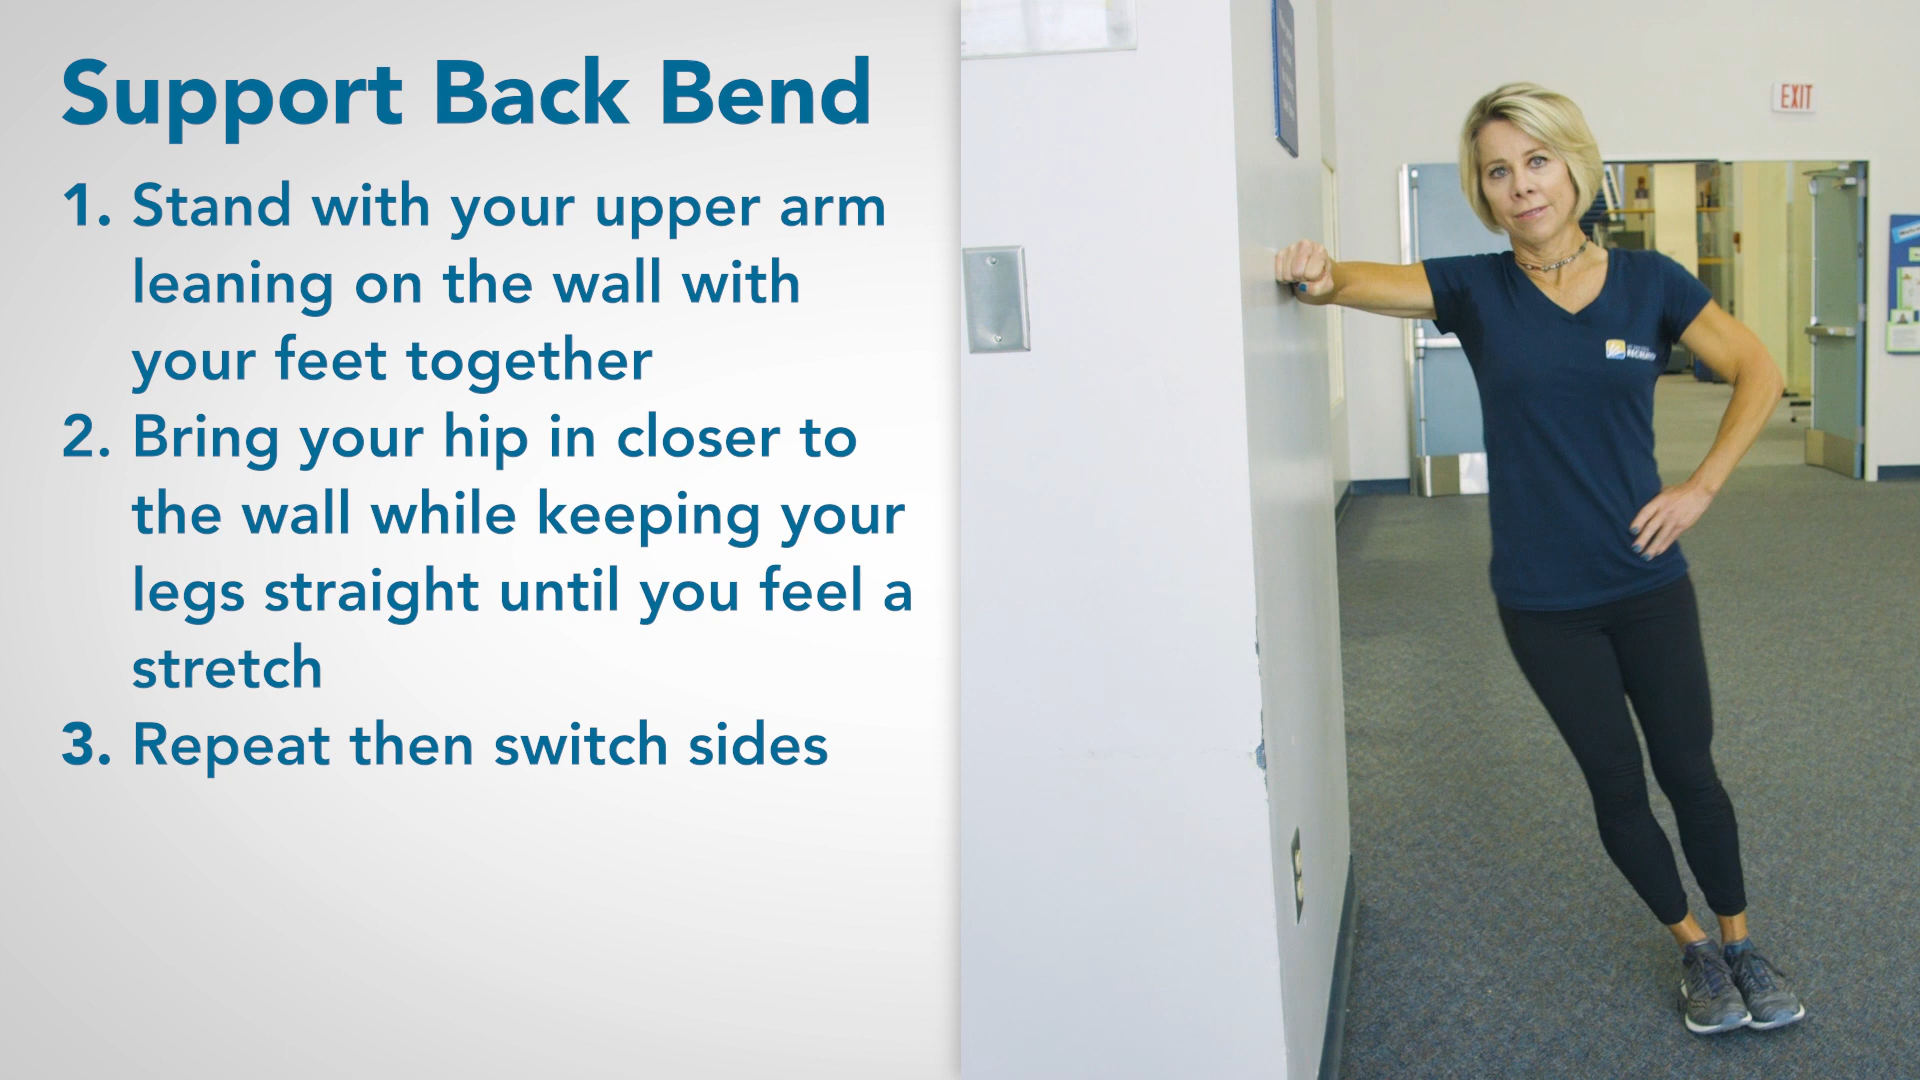 Support Back Bend
1. Stand with your upper arm
leaning on the wall with
your feet together
2. Bring your hip in closer to
the wall while keeping your
legs straight until you feel a
stretch
3. Repeat then switch sides
EXIT